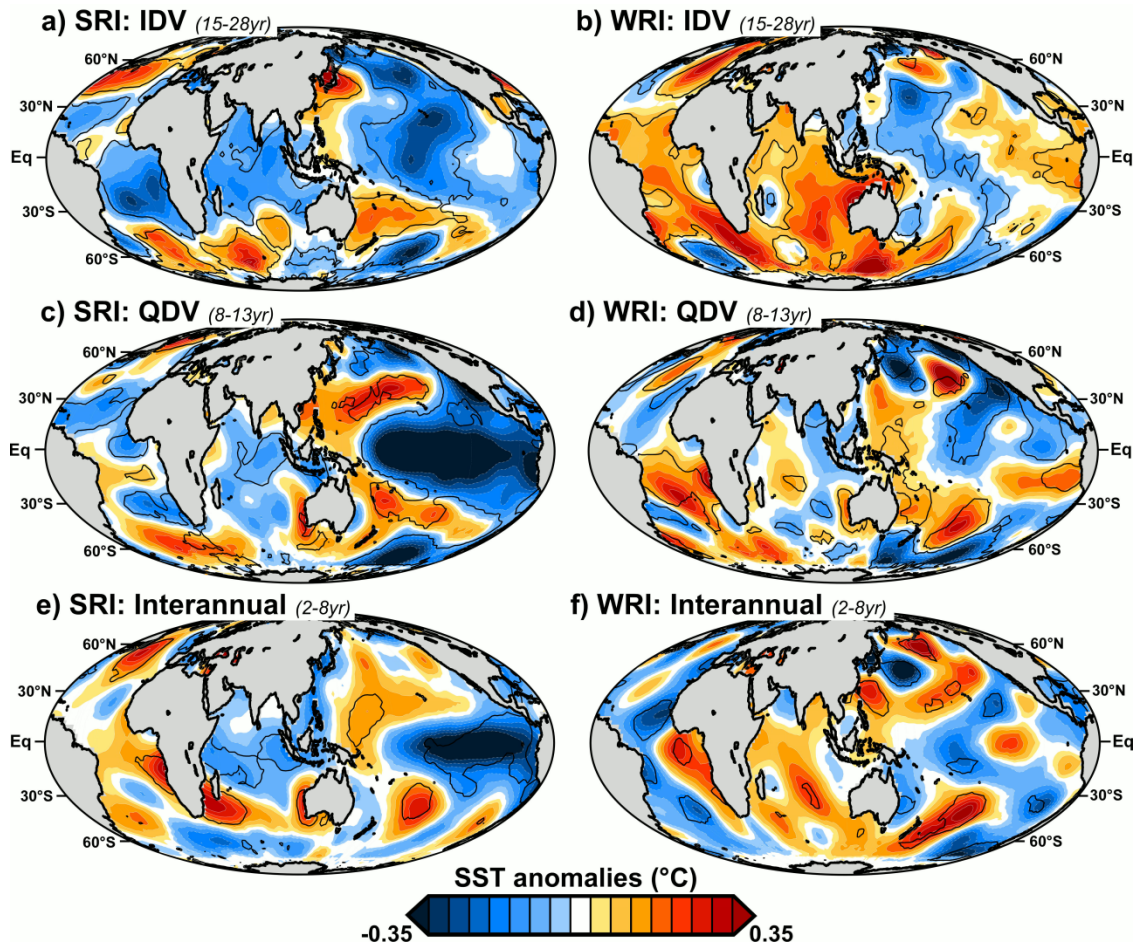 a) SRI: IDV (15-28yr)
b) WRI: IDV (15-28yr)
60°N
30°N
Eq
30°S
60°S
60°N
30°N
Eq
30°S
60°S
c) SRI: QDV (8-13yr)
d) WRI: QDV (8-13yr)
60°N
30°N
Eq
30°S
60°S
60°N
30°N
Eq
30°S
60°S
e) SRI: Interannual (2-8yr)
f) WRI: Interannual (2-8yr)
60°N
30°N
Eq
30°S
60°S
60°N
30°N
Eq
30°S
60°S
SST anomalies (°C)
-0.35 0.35